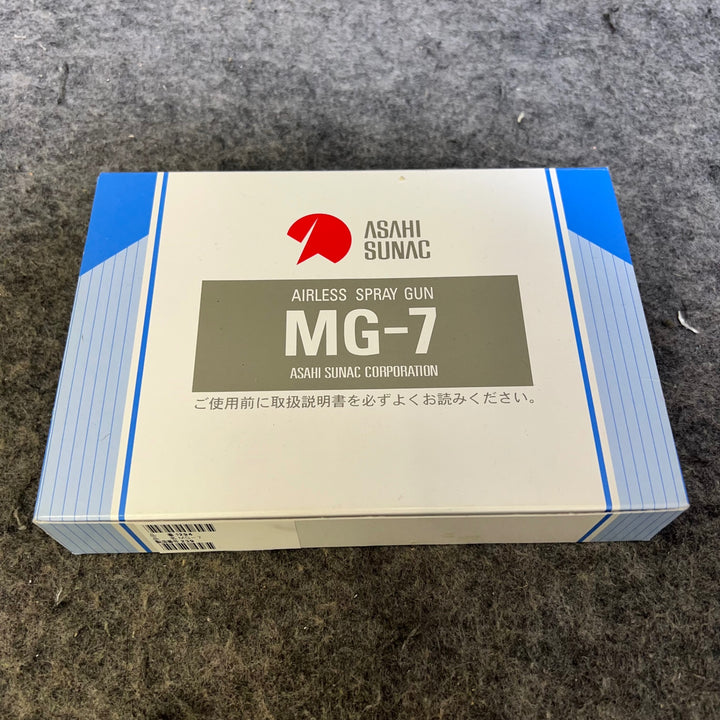 ASAHI
SUNAC
AIRLESS SPRAY GUN
MG-7
ASAHI SUNAC CORPORATION
ご使用前に取扱説明書を必ずよくお読みください。